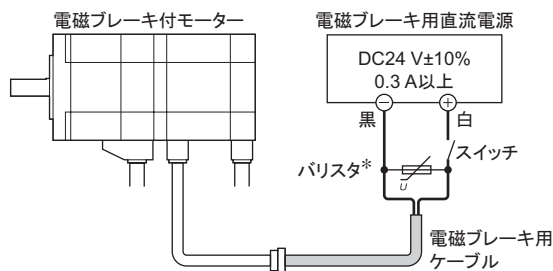 電磁ブレーキ付モーター
電磁ブレーキ用直流電源
DC24 V±10%
0.3 A以上
− +
黒 白
スイッチ
バリスタ*
U
電磁ブレーキ用
ケーブル